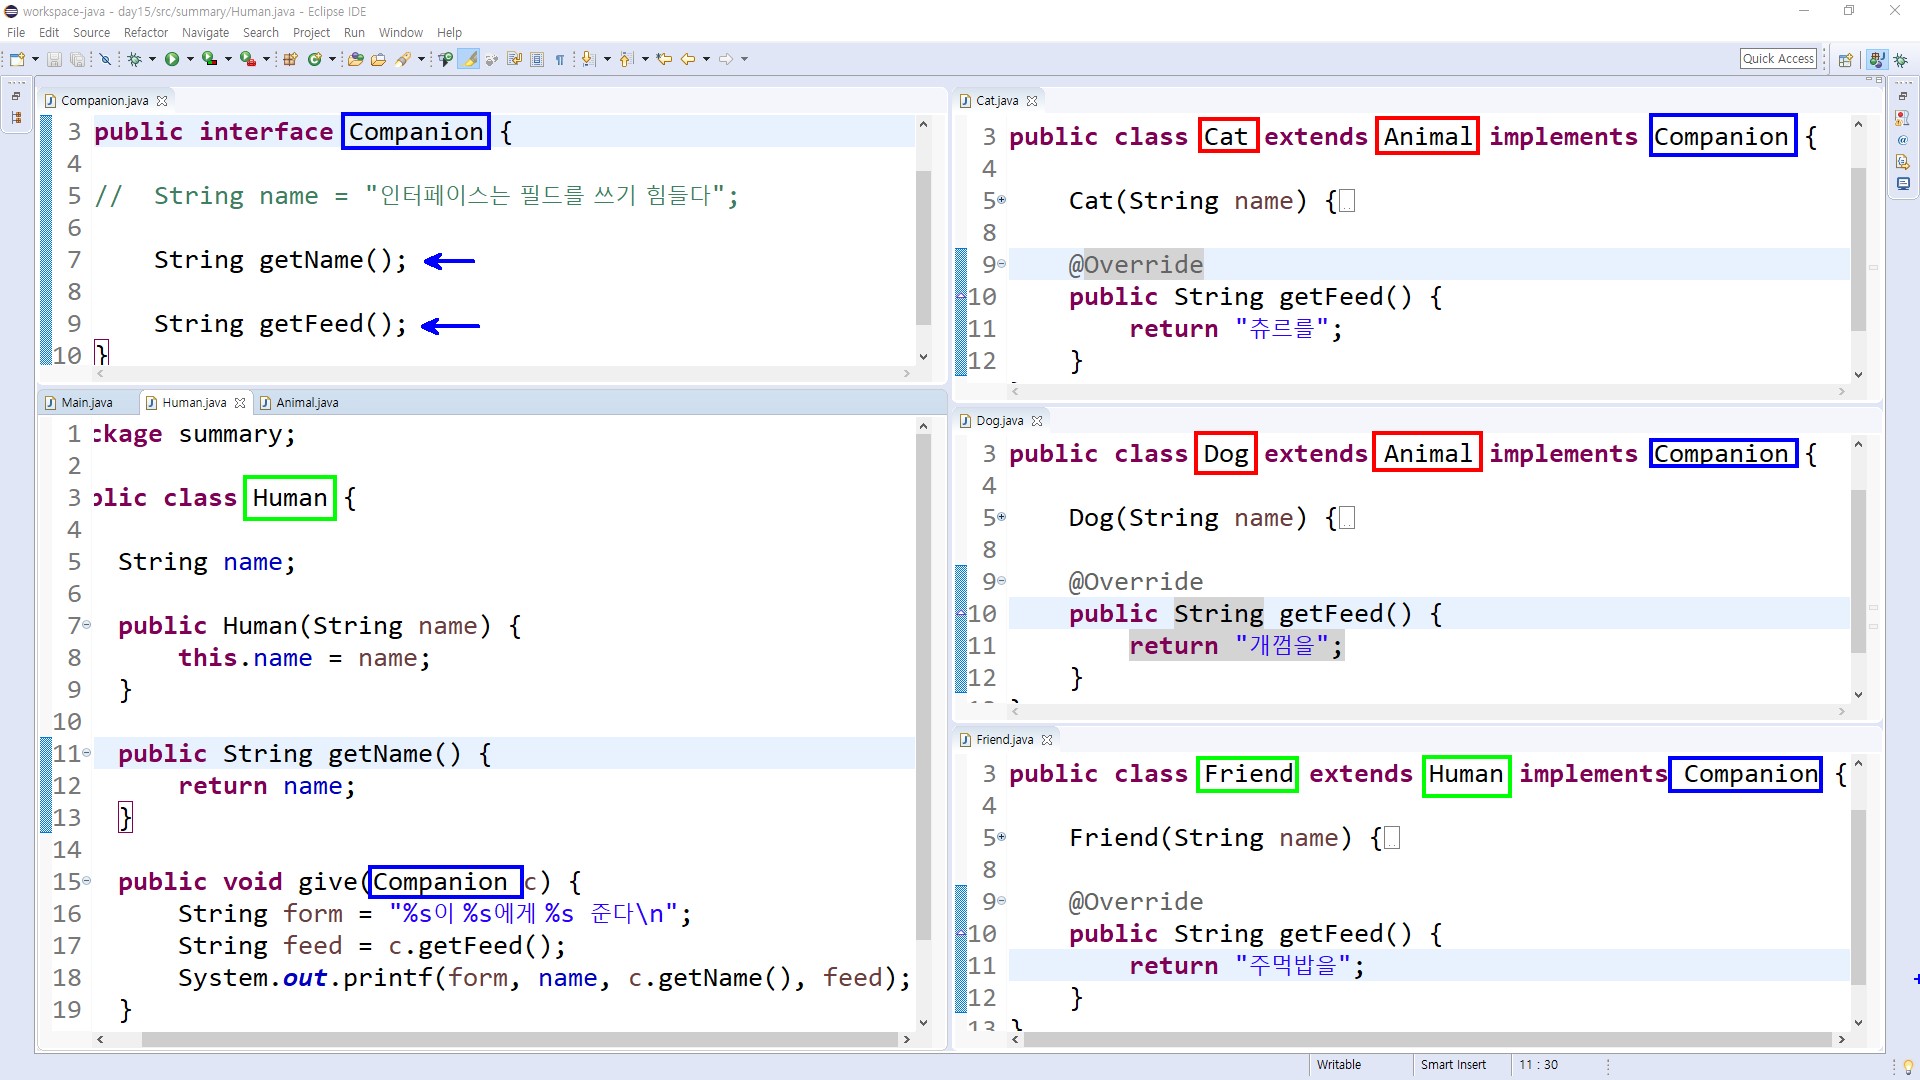 workspace-java - day15/src/summary/Human.java - Eclipse IDE
File Edit Source Refactor Navigate Search Project Run Window Help
Quick Access
Companion.java
3 public interface Companion {
4
5 // String name = "인터페이스는 필드를 쓰기 힘들다";
6
7 String getName();
8
9 String getFeed();
10 }
Main.java Human.java Animal.java
1 ckage summary;
2
3 blic class Human {
4
5 String name;
6
7 public Human(String name) {
8 this.name = name;
9 }
10
11 public String getName() {
12 return name;
13 }
14
15 public void give(Companion c) {
16 String form = "%s이 %s에게 %s 준다\n";
17 String feed = c.getFeed();
18 System.out.printf(form, name, c.getName(), feed);
19 }
Cat.java
3 public class Cat extends Animal implements Companion {
4
5 Cat(String name) {
8
9 @Override
10 public String getFeed() {
11 return "츄르를";
12 }
Dog.java
3 public class Dog extends Animal implements Companion {
4
5 Dog(String name) {
8
9 @Override
10 public String getFeed() {
11 return "개껌을";
12 }
Friend.java
3 public class Friend extends Human implements Companion {
4
5 Friend(String name) {
8
9 @Override
10 public String getFeed() {
11 return "주먹밥을";
12 }
13 }
Writable Smart Insert 11 : 30